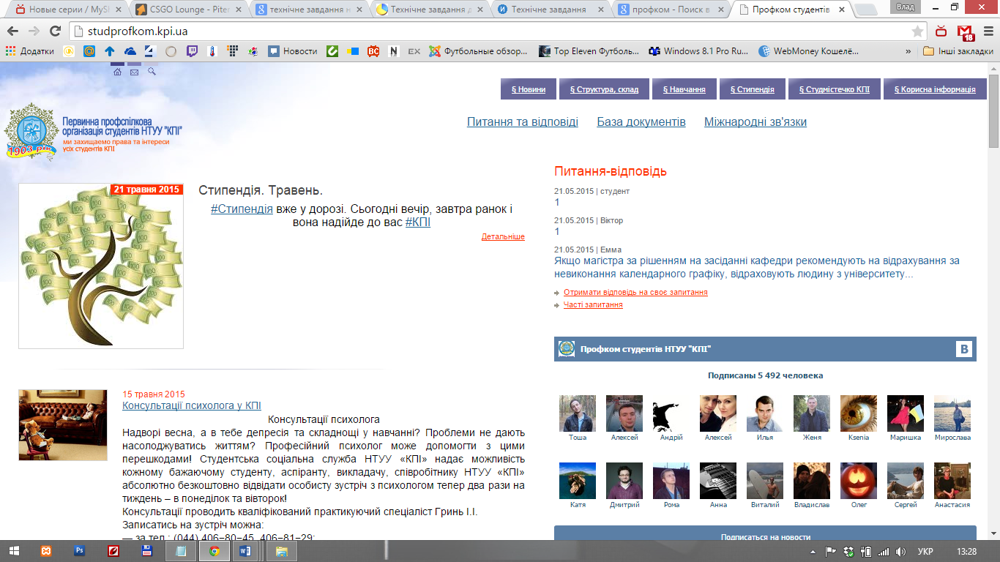 Новые серии / MySh
CSGO Lounge - Piter
технічне завдання н
Технічне завдання д
Технічне завдання
профком - Поиск в
Профком студентів
Влад
studprofkom.kpi.ua
18
Додатки
Новости
BC
N
EX
Футбольные обзор...
Top Eleven Футболь...
Windows 8.1 Pro Ru...
WebMoney Кошелё...
»
Інші закладки
§ Новини
§ Структура, склад
§ Навчання
§ Стипендія
§ Студмістечко КПІ
§ Корисна інформація
Первинна профспілкова
організація студентів НТУУ "КПІ"
ми захищаємо права та інтереси
усіх студентів КПІ
1903 рік
Питання та відповіді
База документів
Міжнародні зв'язки
21 травня 2015
100
Стипендія. Травень.
#Стипендія вже у дорозі. Сьогодні вечір, завтра ранок і
вона надійде до вас #КПІ
Детальніше
15 травня 2015
Консультації психолога у КПІ
Консультації психолога
Надворі весна, а в тебе депресія та складнощі у навчанні? Проблеми не дають
насолоджуватись життям? Професійний психолог може допомогти з цими
перешкодами! Студентська соціальна служба НТУУ «КПІ» надає можливість
кожному бажаючому студенту, аспіранту, викладачу, співробітнику НТУУ «КПІ»
абсолютно безкоштовно відвідати особисту зустріч з психологом тепер два рази на
тиждень – в понеділок та вівторок!
Консультації проводить кваліфікований практикуючий спеціаліст Гринь І.І.
Записатись на зустріч можна:
— за тел.: (044) 406−80−45, 406−81−29;
Питання-відповідь
21.05.2015 | студент
1
21.05.2015 | Віктор
1
21.05.2015 | Емма
Якщо магістра за рішенням на засіданні кафедри рекомендують на відрахування за
невиконання календарного графіку, відраховують людину з університету...
Отримати відповідь на своє запитання
Часті запитання
Профком студентів НТУУ "КПІ"
В
Подписаны 5 492 человека
Тоша
Алексей
Андрій
Алексей
Илья
Женя
Ksenia
Маришка
Мирослава
Катя
Дмитрий
Рома
Анна
Виталий
Владислав
Олег
Сергей
Анастасия
Подписаться на новости
УКР
13:28